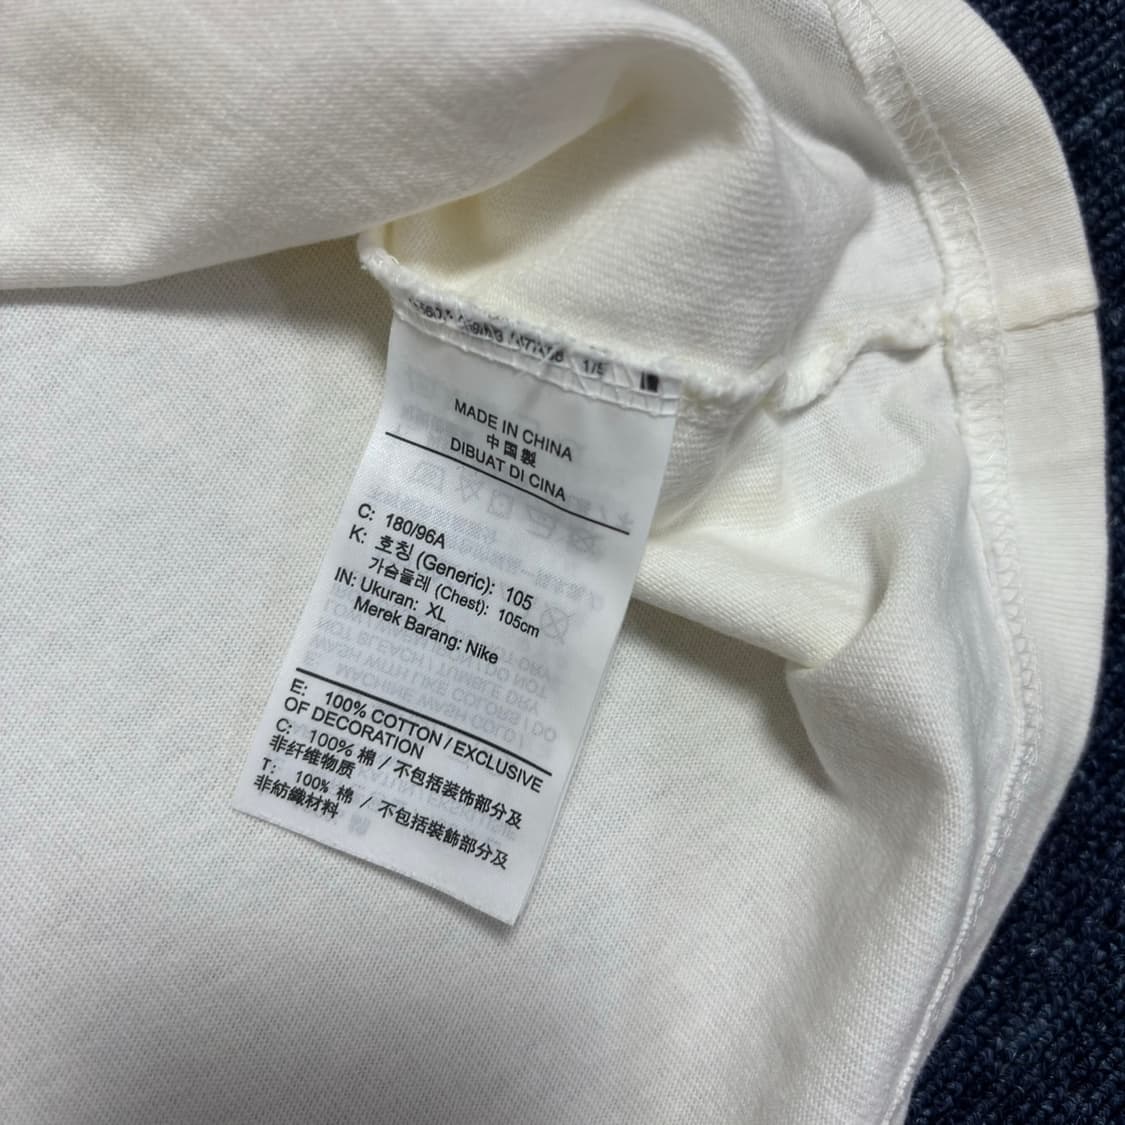 1/5
MADE IN CHINA
中国製
DIBUAT DI CINA
C: 180/96A
K: 호칭 (Generic): 105
가슴둘레 (Chest): 105cm
IN: Ukuran: XL
Merek Barang: Nike
E: 100% COTTON / EXCLUSIVE
OF DECORATION
C: 100% 棉 / 不包括装饰部分及
非纤维物质
T: 100% 棉 / 不包括裝飾部分及
非紡織材料